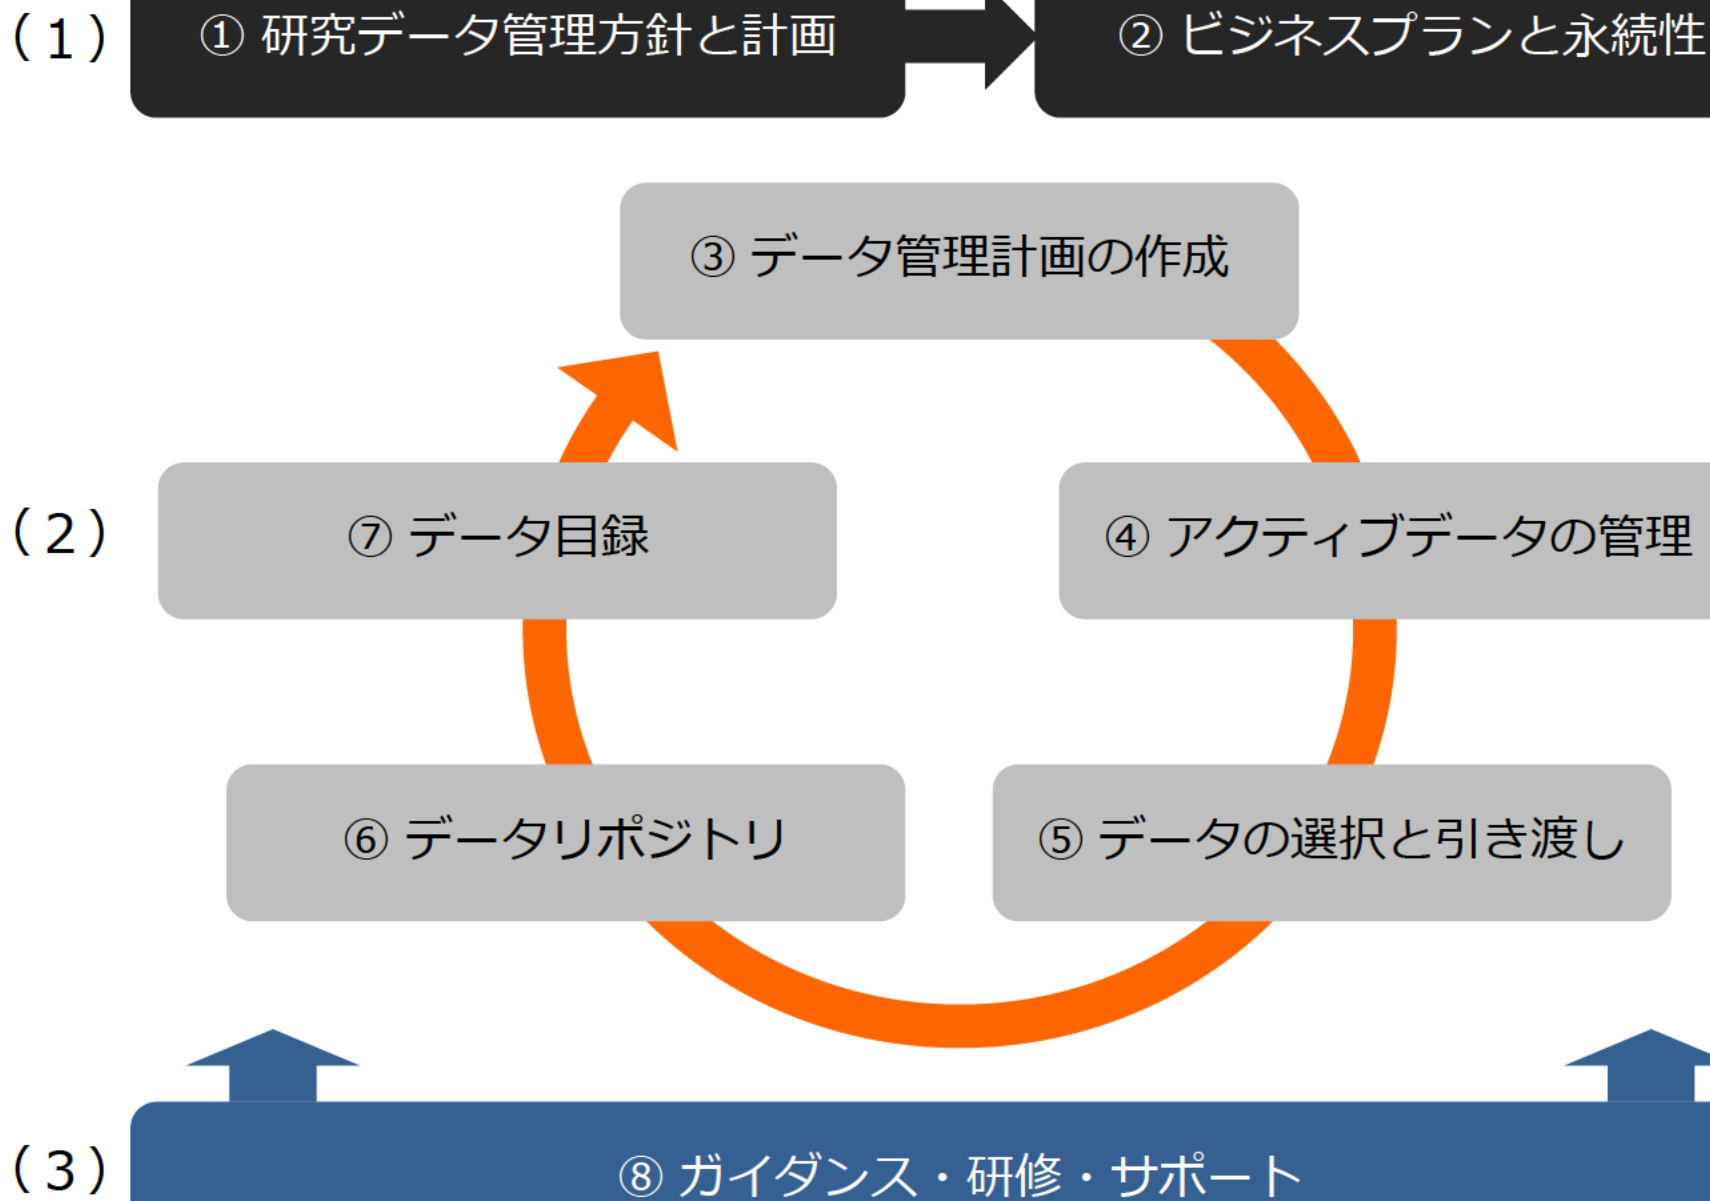 (1) ① 研究データ管理方針と計画 ② ビジネスプランと永続性
③ データ管理計画の作成
(2) ⑦ データ目録 ④ アクティブデータの管理
⑥ データリポジトリ ⑤ データの選択と引き渡し
(3) ⑧ ガイダンス・研修・サポート